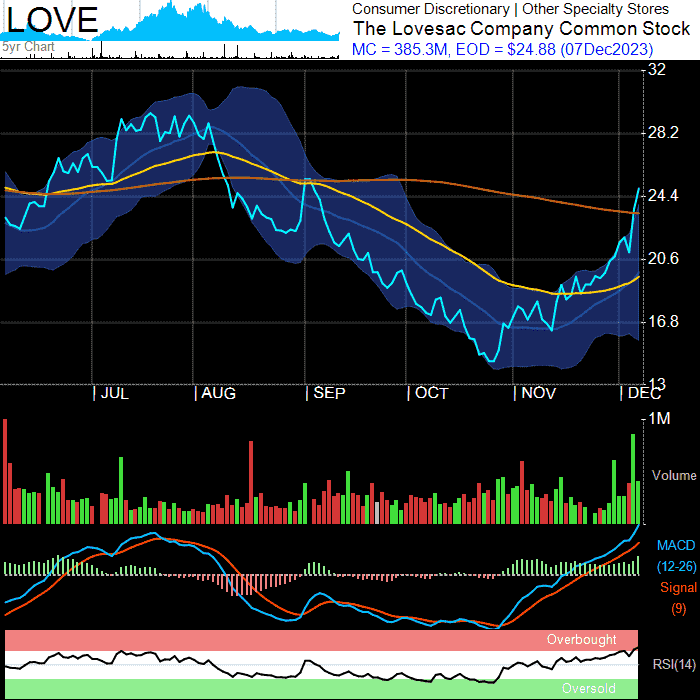 LOVE
5yr Chart
Consumer Discretionary | Other Specialty Stores
The Lovesac Company Common Stock
MC = 385.3M, EOD = $24.88 (07Dec2023)
32
28.2
24.4
20.6
16.8
13
| JUL | AUG | SEP | OCT | NOV | DEC
1M
Volume
MACD
(12-26)
Signal
(9)
Overbought
RSI(14)
Oversold